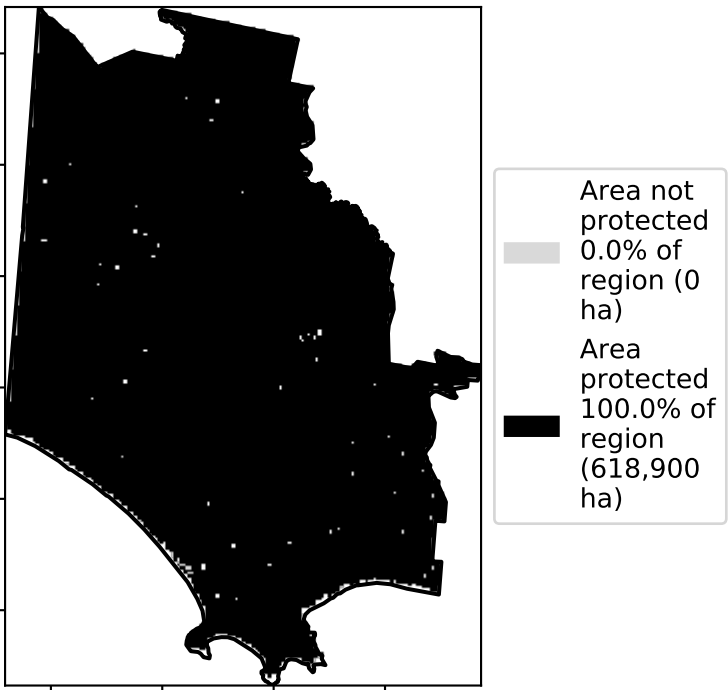 Area not
protected
0.0% of
region (0
ha)
Area
protected
100.0% of
region
(618,900
ha)